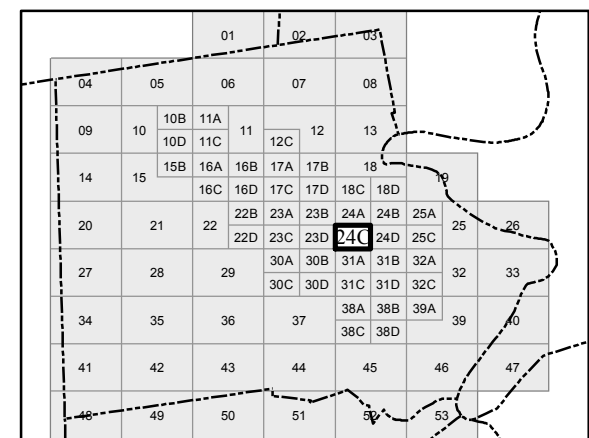 01 02 03
04 05 06 07 08
10B 11A
09 10 11 12 13
10D 11C 12C
15B 16A 16B 17A 17B 18
14 15 19
16C 16D 17C 17D 18C 18D
22B 23A 23B 24A 24B 25A
20 21 22 25 26
22D 23C 23D 24C 24D 25C
30A 30B 31A 31B 32A
27 28 29 32 33
30C 30D 31C 31D 32C
38A 38B 39A
34 35 36 37 39 40
38C 38D
41 42 43 44 45 46 47
48 49 50 51 52 53